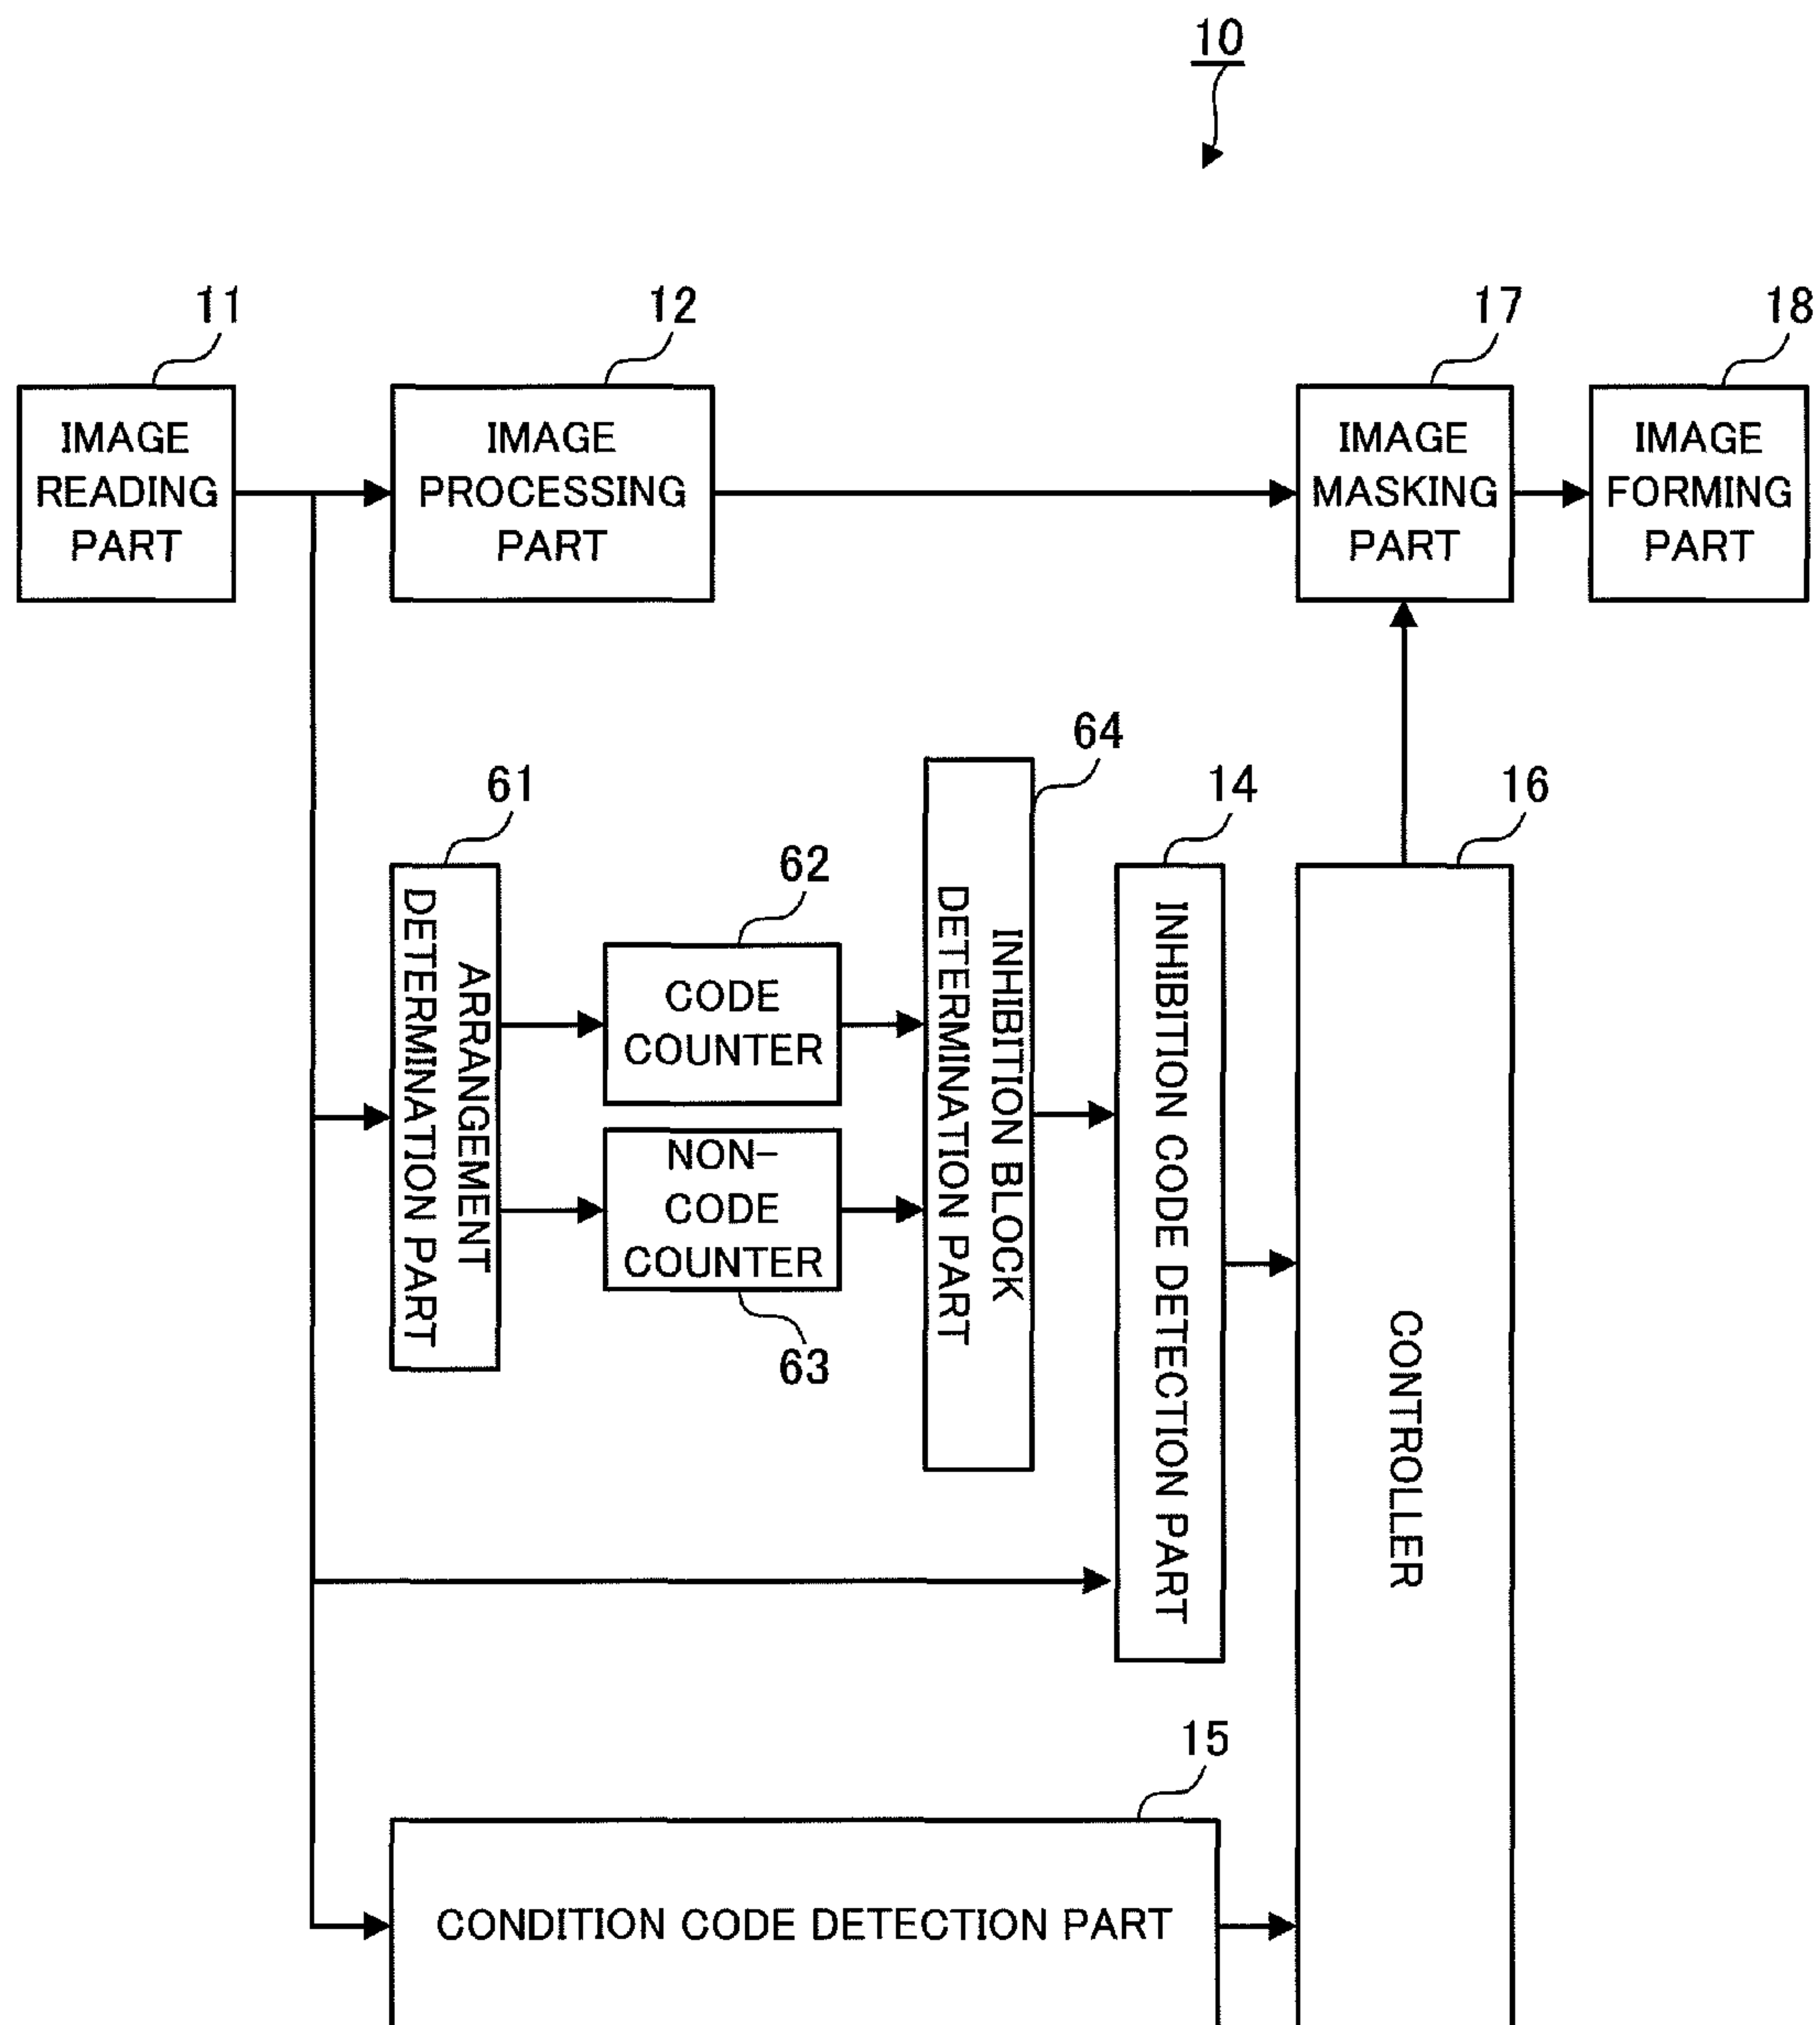 10
11
12
17
18
IMAGE
READING
PART
IMAGE
PROCESSING
PART
IMAGE
MASKING
PART
IMAGE
FORMING
PART
61
62
63
64
14
16
ARRANGEMENT
DETERMINATION PART
CODE
COUNTER
NON-
CODE
COUNTER
INHIBITION BLOCK
DETERMINATION PART
INHIBITION CODE DETECTION PART
CONTROLLER
15
CONDITION CODE DETECTION PART